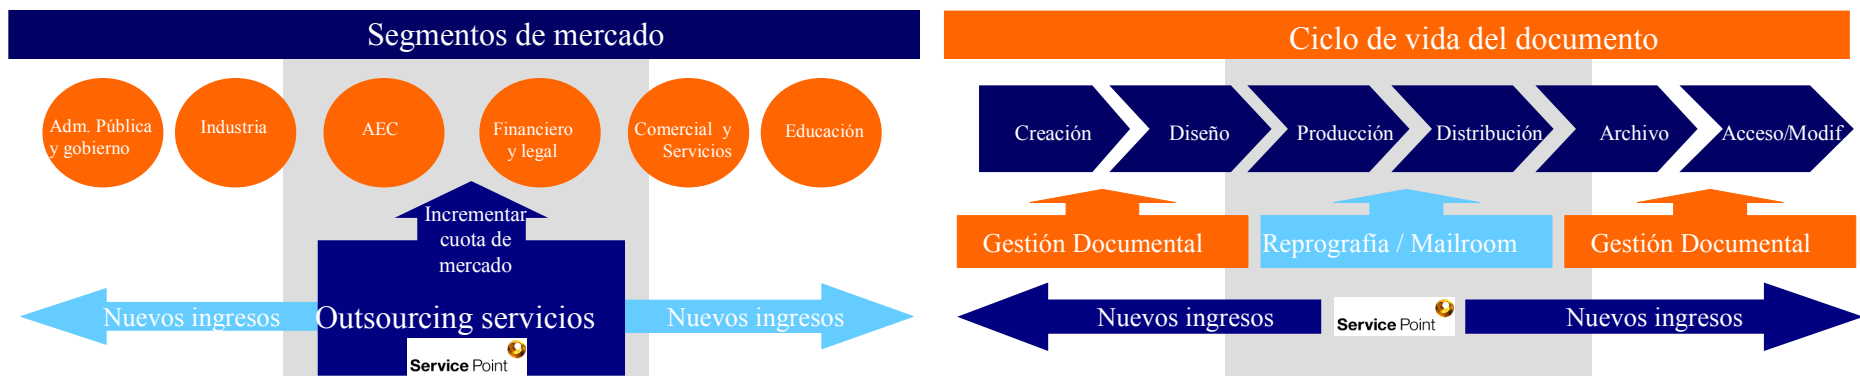 Segmentos de mercado
Adm. Pública
y gobierno
Industria
AEC
Financiero
y legal
Comercial y
Servicios
Educación
Incrementar
cuota de
mercado
Nuevos ingresos
Outsourcing servicios
Nuevos ingresos
Service Point
Ciclo de vida del documento
Creación
Diseño
Producción
Distribución
Archivo
Acceso/Modif
Gestión Documental
Reprografía / Mailroom
Gestión Documental
Nuevos ingresos
Service Point
Nuevos ingresos